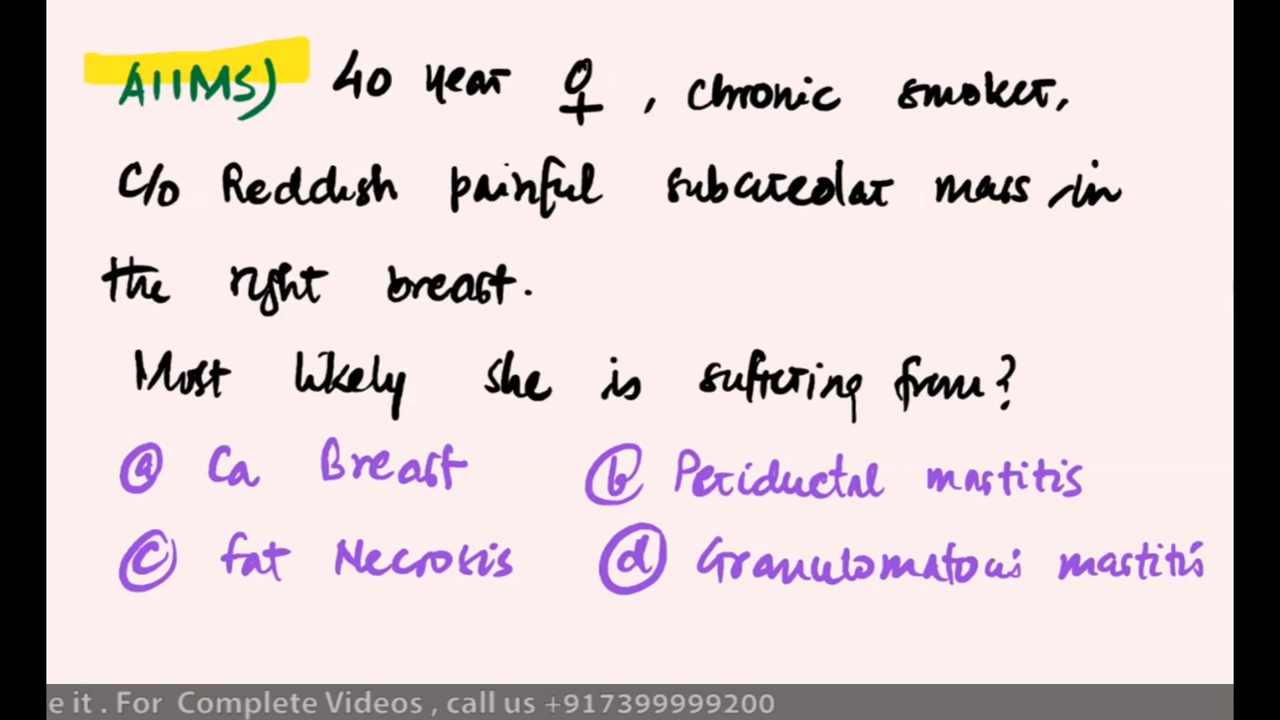 AIIMS) 40 year ♀, chronic smoker,
C/o Reddish painful subareolar mass in
the right breast.
Most likely she is suffering from?
ⓐ Ca Breast ⓑ Periductal mastitis
ⓒ Fat Necrosis ⓓ Granulomatous mastitis
e it . For Complete Videos , call us +917399999200